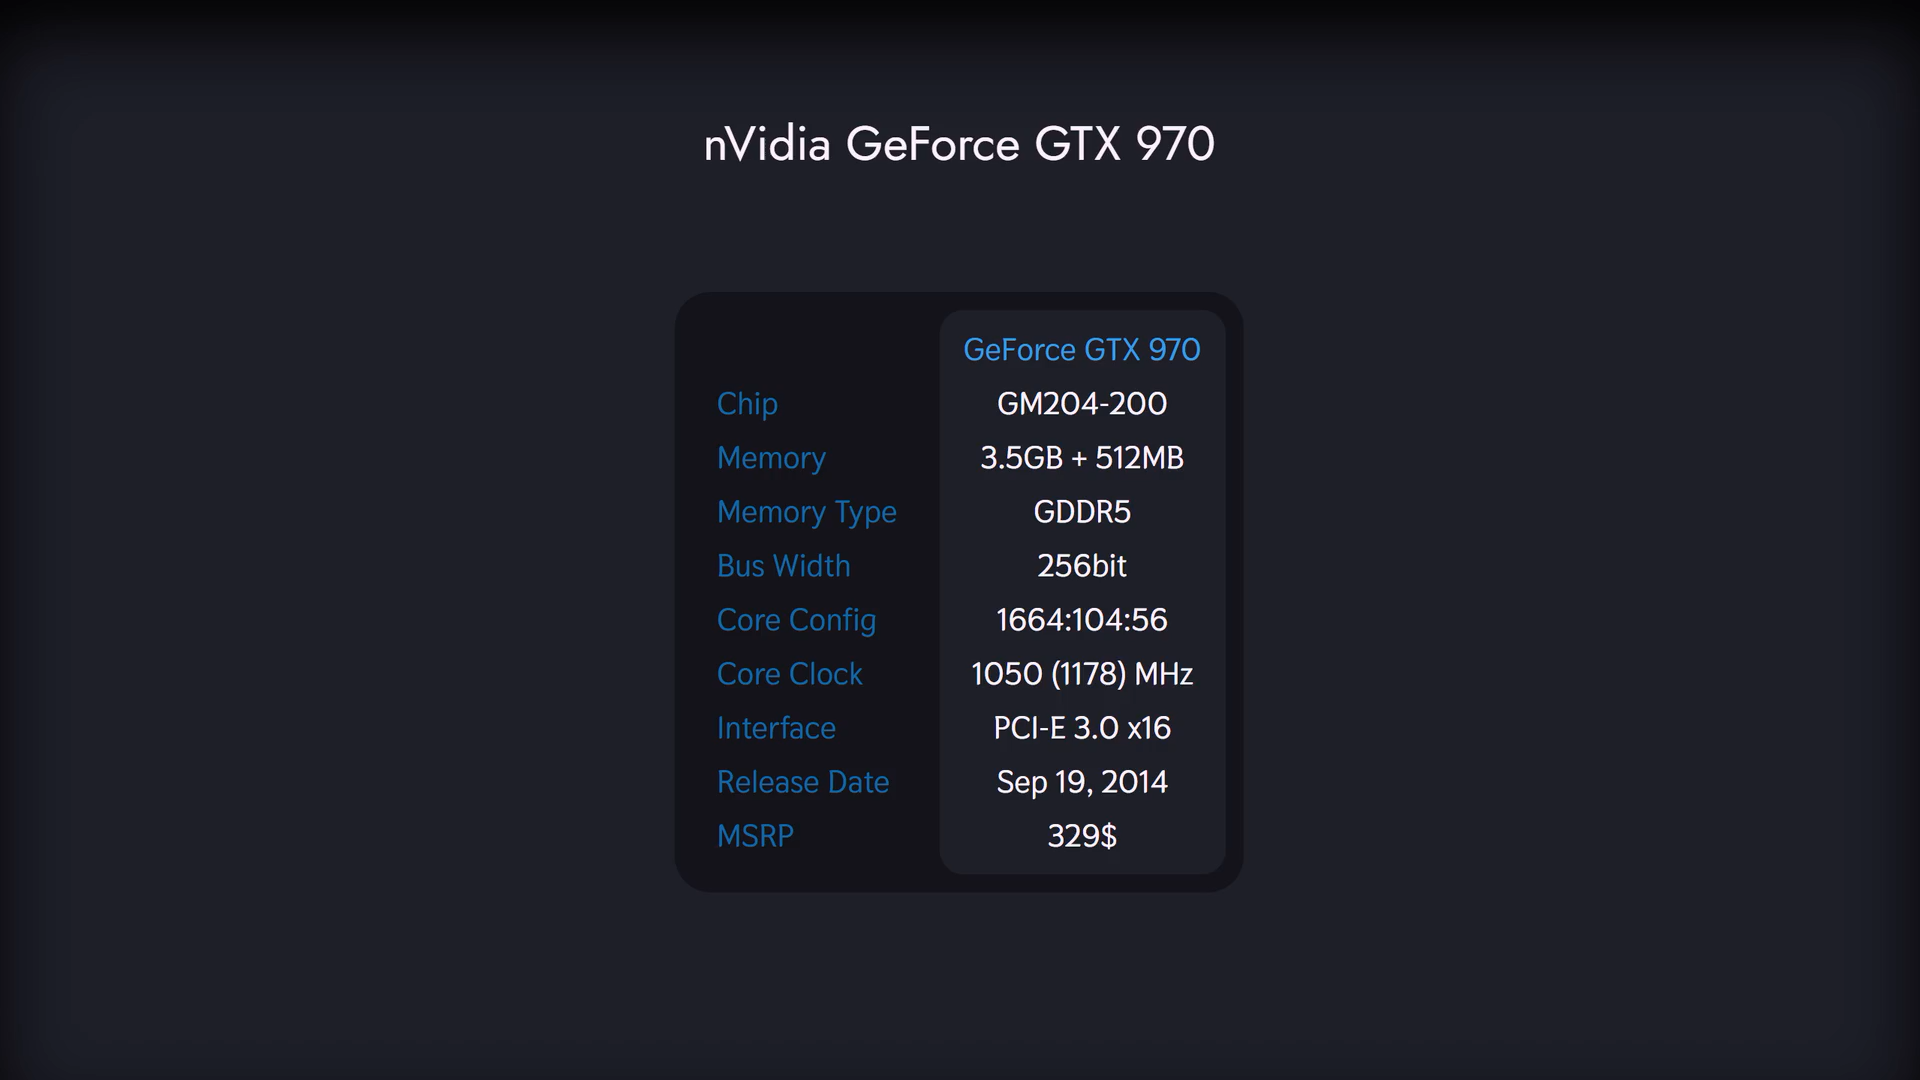 nVidia GeForce GTX 970
GeForce GTX 970
Chip GM204-200
Memory 3.5GB + 512MB
Memory Type GDDR5
Bus Width 256bit
Core Config 1664:104:56
Core Clock 1050 (1178) MHz
Interface PCI-E 3.0 x16
Release Date Sep 19, 2014
MSRP 329$